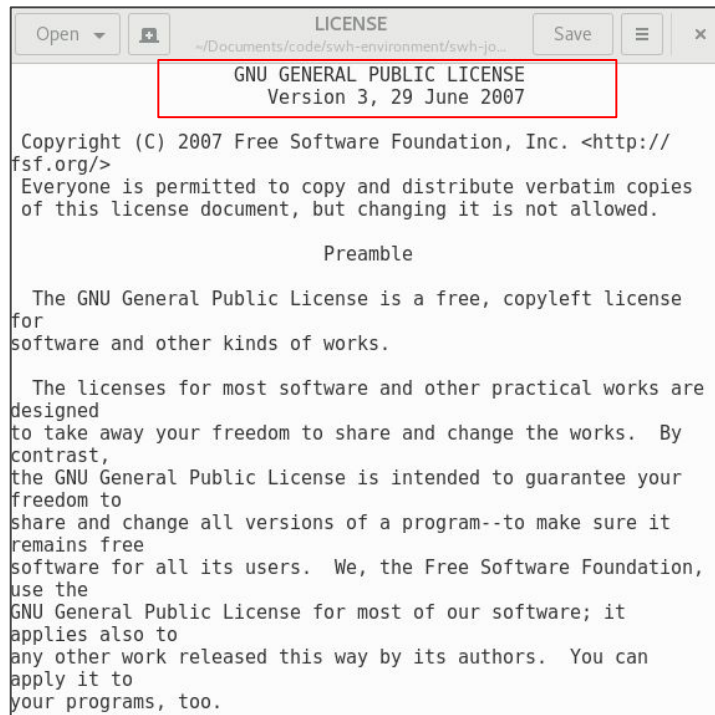 Open
LICENSE
~/Documents/code/swh-environment/swh-jo...
Save
GNU GENERAL PUBLIC LICENSE
Version 3, 29 June 2007
Copyright (C) 2007 Free Software Foundation, Inc. <http://
fsf.org/>
Everyone is permitted to copy and distribute verbatim copies
of this license document, but changing it is not allowed.
Preamble
The GNU General Public License is a free, copyleft license
for
software and other kinds of works.
The licenses for most software and other practical works are
designed
to take away your freedom to share and change the works.  By
contrast,
the GNU General Public License is intended to guarantee your
freedom to
share and change all versions of a program--to make sure it
remains free
software for all its users.  We, the Free Software Foundation,
use the
GNU General Public License for most of our software; it
applies also to
any other work released this way by its authors.  You can
apply it to
your programs, too.